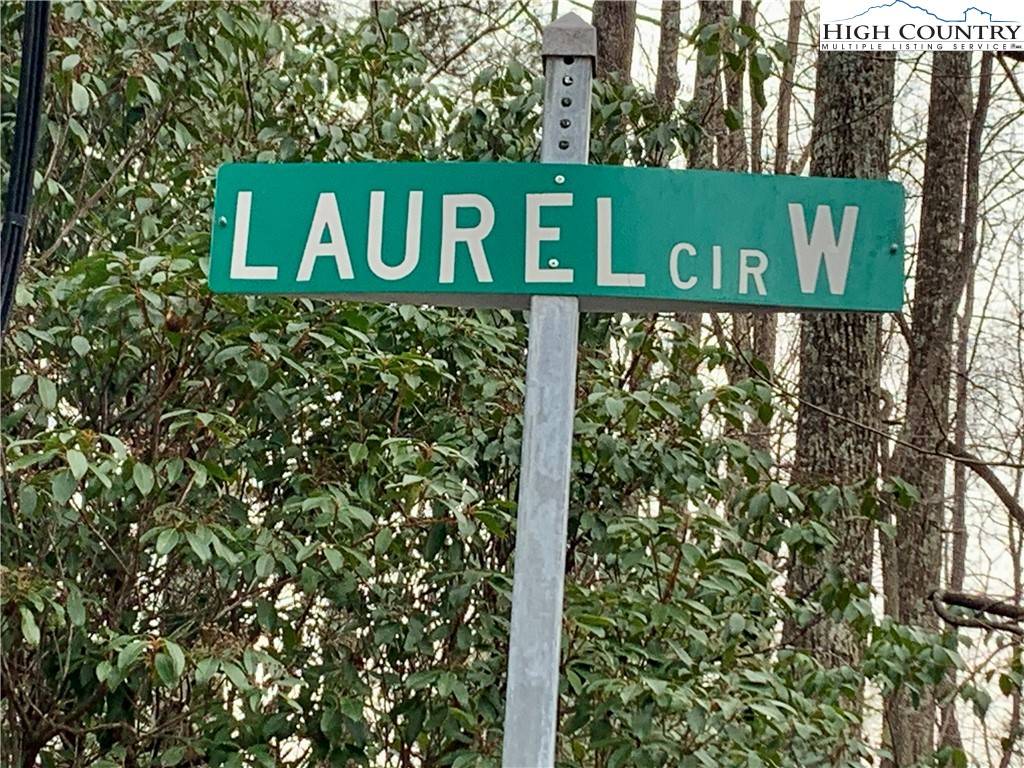 HIGH COUNTRY
MULTIPLE LISTING SERVICE
LAUREL CIR W